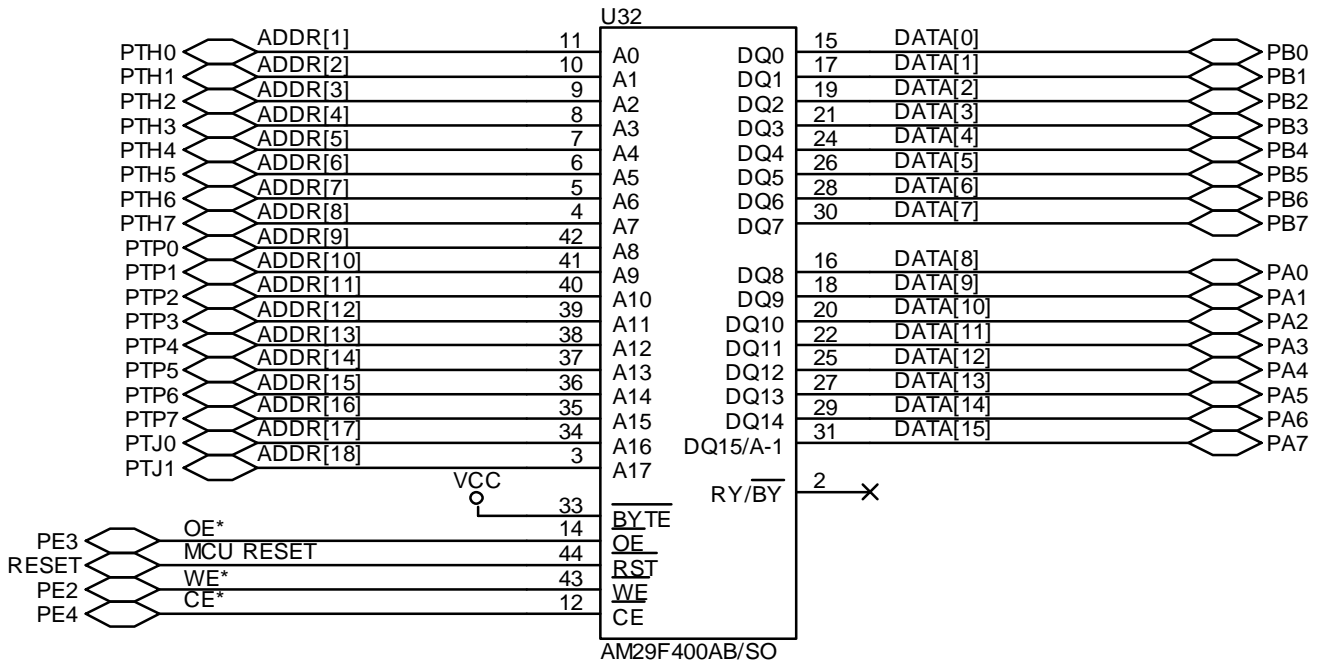 U32
PTH0 ADDR[1] 11 A0 DQ0 15 DATA[0] PB0
PTH1 ADDR[2] 10 A1 DQ1 17 DATA[1] PB1
PTH2 ADDR[3] 9 A2 DQ2 19 DATA[2] PB2
PTH3 ADDR[4] 8 A3 DQ3 21 DATA[3] PB3
PTH4 ADDR[5] 7 A4 DQ4 24 DATA[4] PB4
PTH5 ADDR[6] 6 A5 DQ5 26 DATA[5] PB5
PTH6 ADDR[7] 5 A6 DQ6 28 DATA[6] PB6
PTH7 ADDR[8] 4 A7 DQ7 30 DATA[7] PB7
PTP0 ADDR[9] 42 A8
PTP1 ADDR[10] 41 A9 DQ8 16 DATA[8] PA0
PTP2 ADDR[11] 40 A10 DQ9 18 DATA[9] PA1
PTP3 ADDR[12] 39 A11 DQ10 20 DATA[10] PA2
PTP4 ADDR[13] 38 A12 DQ11 22 DATA[11] PA3
PTP5 ADDR[14] 37 A13 DQ12 25 DATA[12] PA4
PTP6 ADDR[15] 36 A14 DQ13 27 DATA[13] PA5
PTP7 ADDR[16] 35 A15 DQ14 29 DATA[14] PA6
PTJ0 ADDR[17] 34 A16 DQ15/A-1 31 DATA[15] PA7
PTJ1 ADDR[18] 3 A17
VCC RY/BY 2
33 BYTE
PE3 OE* 14 OE
RESET MCU RESET 44 RST
PE2 WE* 43 WE
PE4 CE* 12 CE
AM29F400AB/SO